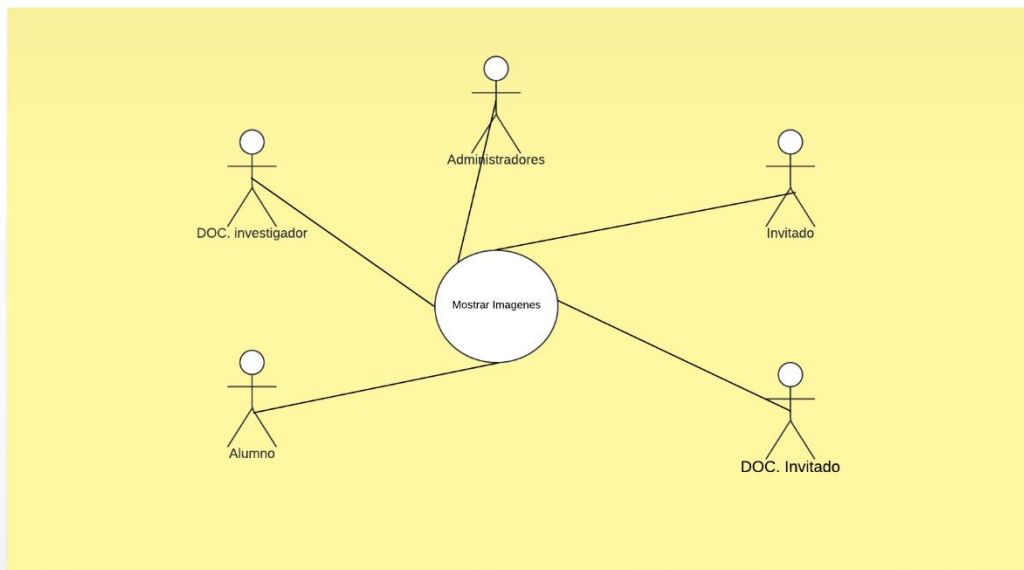 Administradores
DOC. investigador
Invitado
Mostrar Imagenes
Alumno
DOC. Invitado